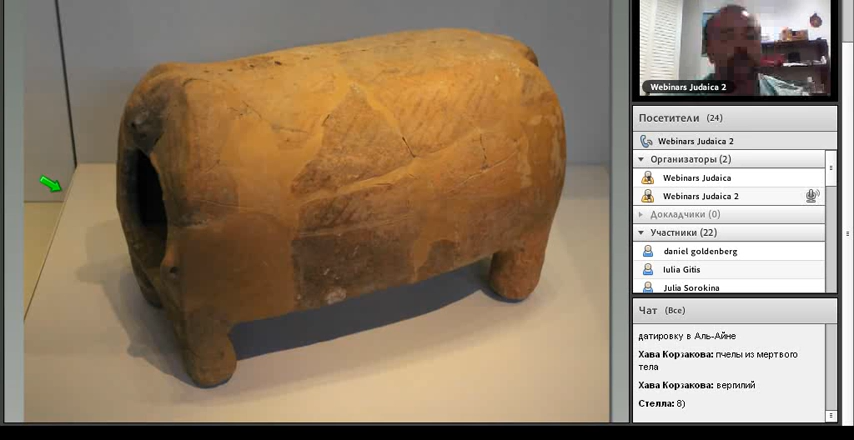 Webinars Judaica 2
Посетители (24)
Webinars Judaica 2
Организаторы (2)
Webinars Judaica
Webinars Judaica 2
Докладчики (0)
Участники (22)
daniel goldenberg
Iulia Gitis
Julia Sorokina
Чат (Все)
датировку в Аль-Айне
Хава Корзакова: пчелы из мертвого
тела
Хава Корзакова: вергилий
Стелла: 8)